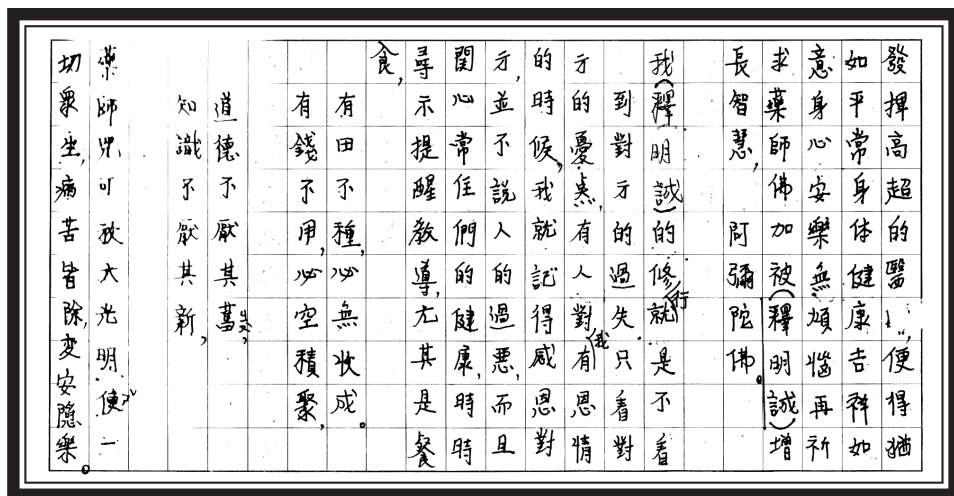 發揮高超的醫 便得猶
如平常身体健康吉祥如
意身心安樂無煩惱再祈
求藥師佛加被(釋明誠)增
長智慧, 阿彌陀佛。
我(釋明誠)的修行就是不看
到對方的過失只看對
方的優点,有人對我有恩情
的時候,我就記得感恩對
方,並不說人的過惡,而且
関心常住們的健康,時時
尋示提醒教導,尤其是餐
食,
有田不種,必無收成。
有錢不用,必空積聚,
道德不厭其舊,
知識不厭其新,
藥師咒可放大光明便 一
切眾生,病苦皆除,变安隱樂。